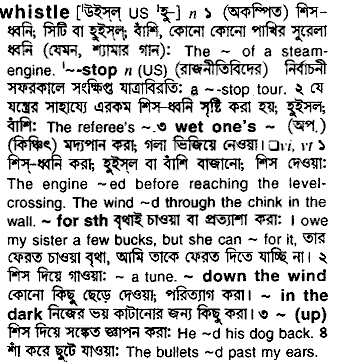 whistle ['উইসল্ US 'হু-] n ১ (অকম্পিত) শিস-
ধ্বনি; সিটি বা হুইসল্; বাঁশি, কোনো কোনো পাখির সুরেলা
ধ্বনি (যেমন, শ্যামার গান): The ~ of a steam-
engine. '~-stop n (US) (রাজনীতিবিদের) নির্বাচনী
সফরকালে সংক্ষিপ্ত যাত্রাবিরতি: a ~-stop tour. ২ যে
যন্ত্রের সাহায্যে এরকম শিস-ধ্বনি সৃষ্টি করা হয়; হুইসল্;
বাঁশি: The referee's ~. ৩ wet one's ~ (অপ.)
(কিঞ্চিৎ) মদ্যপান করা; গলা ভিজিয়ে নেওয়া। □vi, vt ১
শিস-ধ্বনি করা; হুইসল বা বাঁশি বাজানো; শিস দেওয়া:
The engine ~ed before reaching the level-
crossing. The wind ~d through the chink in the
wall. ~ for sth বৃথাই চাওয়া বা প্রত্যাশা করা: I owe
my sister a few bucks, but she can ~ for it, তার
ফেরত চাওয়া বৃথা, আমি তাকে ফেরত দিতে যাচ্ছি না। ২
শিস দিয়ে গাওয়া: ~ a tune. ~ down the wind
কোনো কিছু ছেড়ে দেওয়া; পরিত্যাগ করা। ~ in the
dark নিজের ভয় কাটানোর জন্য কিছু করা। ৩ ~ (up)
শিস দিয়ে সঙ্কেত জ্ঞাপন করা: He ~d his dog back. ৪
শাঁ করে ছুটে যাওয়া: The bullets ~d past my ears.